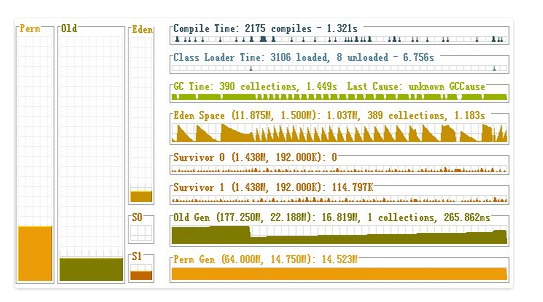 Perm
Old
Eden
S0
S1
Compile Time: 2175 compiles - 1.321s
Class Loader Time: 3106 loaded, 8 unloaded - 6.756s
GC Time: 390 collections, 1.449s Last Cause: unknown GCCause
Eden Space (11.875M, 1.500M): 1.037M, 389 collections, 1.183s
Survivor 0 (1.438M, 192.000K): 0
Survivor 1 (1.438M, 192.000K): 114.797K
Old Gen (177.250M, 22.188M): 16.819M, 1 collections, 265.862ms
Perm Gen (64.000M, 14.750M): 14.523M